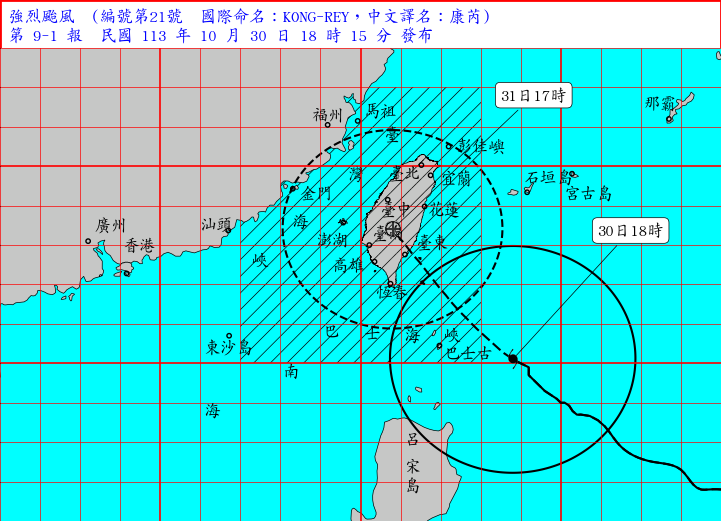 強烈颱風 (編號第21號 國際命名：KONG-REY，中文譯名：康芮)
第 9-1 報 民國 113 年 10 月 30 日 18 時 15 分 發布
31日17時
那霸
福州
馬祖
臺
彭佳嶼
灣
臺北
宜蘭
石垣島
宮古島
金門
臺中
花蓮
海
廣州
汕頭
澎湖
臺
臺東
30日18時
香港
峽
高雄
恆春
巴 士 海 峽
東沙島
巴士古
南
海
呂
宋
島